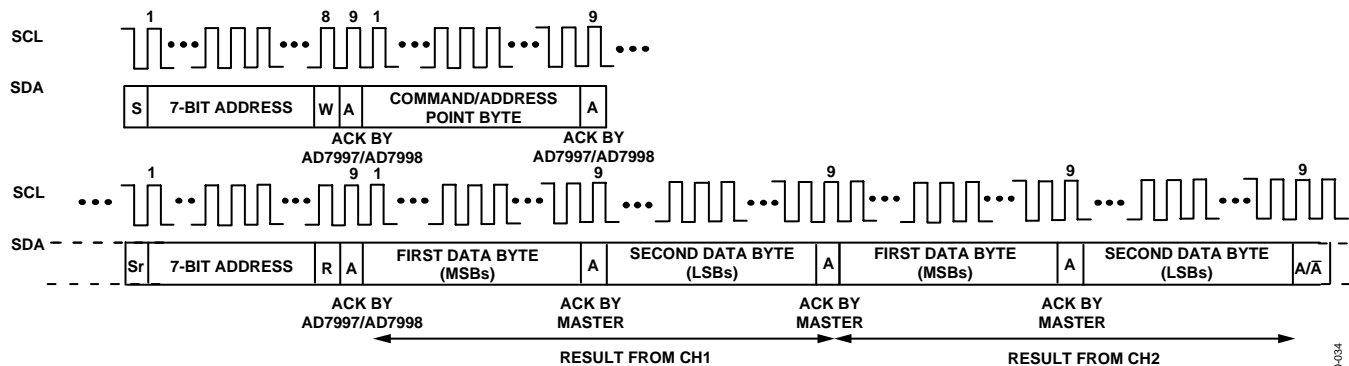 1 8 9 1 9
SCL
SDA
S 7-BIT ADDRESS W A COMMAND/ADDRESS POINT BYTE A
ACK BY AD7997/AD7998 ACK BY AD7997/AD7998
1 9 1 9 9 9 9
SCL
SDA
Sr 7-BIT ADDRESS R A FIRST DATA BYTE (MSBs) A SECOND DATA BYTE (LSBs) A FIRST DATA BYTE (MSBs) A SECOND DATA BYTE (LSBs) A/A̅
ACK BY AD7997/AD7998 ACK BY MASTER ACK BY MASTER ACK BY MASTER
RESULT FROM CH1 RESULT FROM CH2
-034